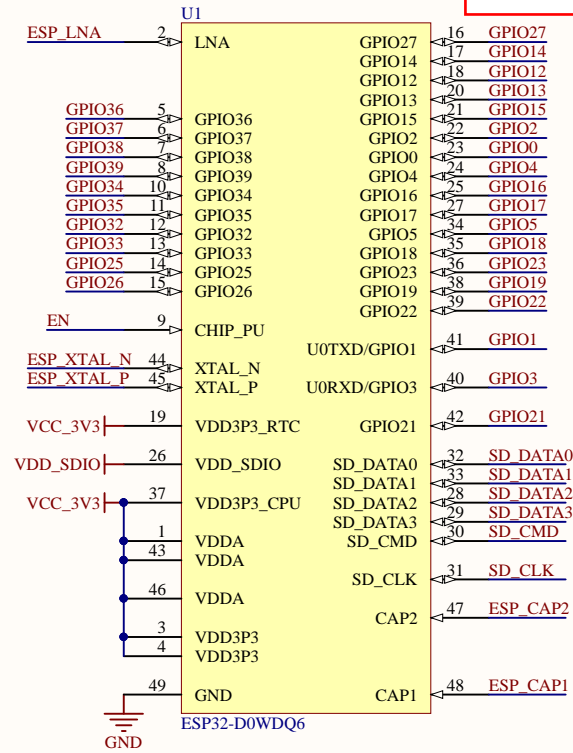 U1
ESP_LNA 2 LNA GPIO27 16 GPIO27
GPIO14 17 GPIO14
GPIO12 18 GPIO12
GPIO13 20 GPIO13
GPIO36 5 GPIO36 GPIO15 21 GPIO15
GPIO37 6 GPIO37 GPIO2 22 GPIO2
GPIO38 7 GPIO38 GPIO0 23 GPIO0
GPIO39 8 GPIO39 GPIO4 24 GPIO4
GPIO34 10 GPIO34 GPIO16 25 GPIO16
GPIO35 11 GPIO35 GPIO17 27 GPIO17
GPIO32 12 GPIO32 GPIO5 34 GPIO5
GPIO33 13 GPIO33 GPIO18 35 GPIO18
GPIO25 14 GPIO25 GPIO23 36 GPIO23
GPIO26 15 GPIO26 GPIO19 38 GPIO19
GPIO22 39 GPIO22
EN 9 CHIP_PU
U0TXD/GPIO1 41 GPIO1
ESP_XTAL_N 44 XTAL_N
ESP_XTAL_P 45 XTAL_P U0RXD/GPIO3 40 GPIO3
VCC_3V3 19 VDD3P3_RTC GPIO21 42 GPIO21
VDD_SDIO 26 VDD_SDIO SD_DATA0 32 SD_DATA0
SD_DATA1 33 SD_DATA1
VCC_3V3 37 VDD3P3_CPU SD_DATA2 28 SD_DATA2
SD_DATA3 29 SD_DATA3
1 VDDA SD_CMD 30 SD_CMD
43 VDDA
SD_CLK 31 SD_CLK
46 VDDA
CAP2 47 ESP_CAP2
3 VDD3P3
4 VDD3P3
49 GND CAP1 48 ESP_CAP1
ESP32-D0WDQ6
GND